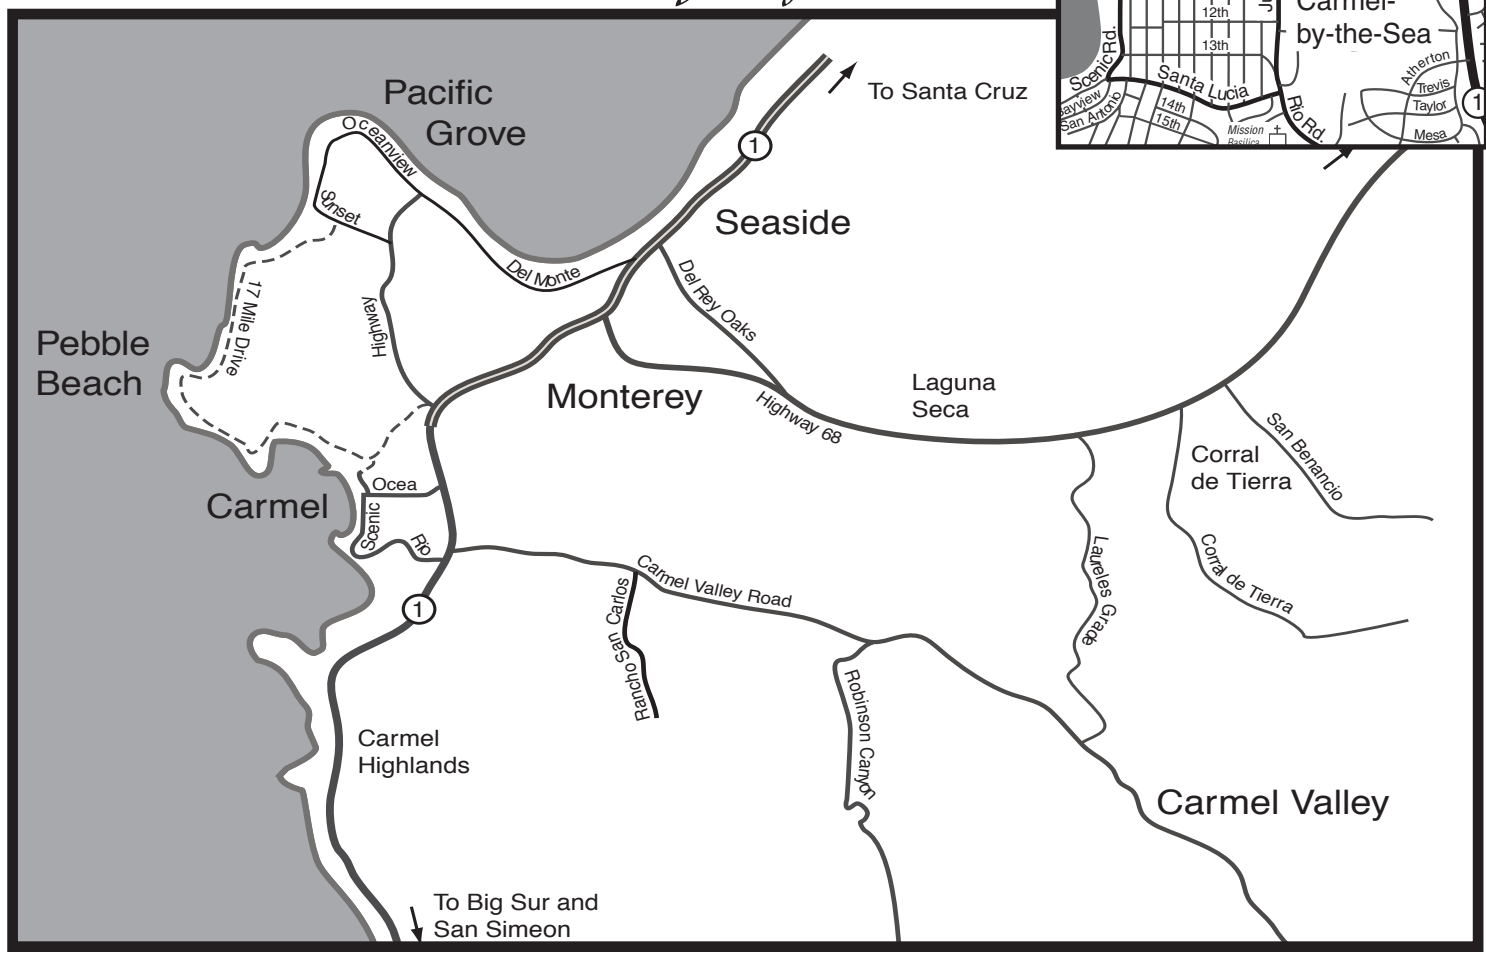 12th
13th
Carmel-
by-the-Sea
Scenic Rd.
Santa Lucia
Rio Rd.
San Antonio
14th
15th
Mission
Basilica
Atherton
Trevis
Taylor
Mesa
1
To Santa Cruz
1
Pacific
Grove
Oceanview
Sunset
Seaside
Del Monte
Del Rey Oaks
17 Mile Drive
Highway
Pebble
Beach
Monterey
Highway 68
Laguna
Seca
San Benancio
Corral
de Tierra
Corral de Tierra
Carmel
Ocea
Scenic
Rio
1
Carmel Valley Road
Rancho San Carlos
Laureles Grade
Robinson Canyon
Carmel
Highlands
Carmel Valley
To Big Sur and
San Simeon